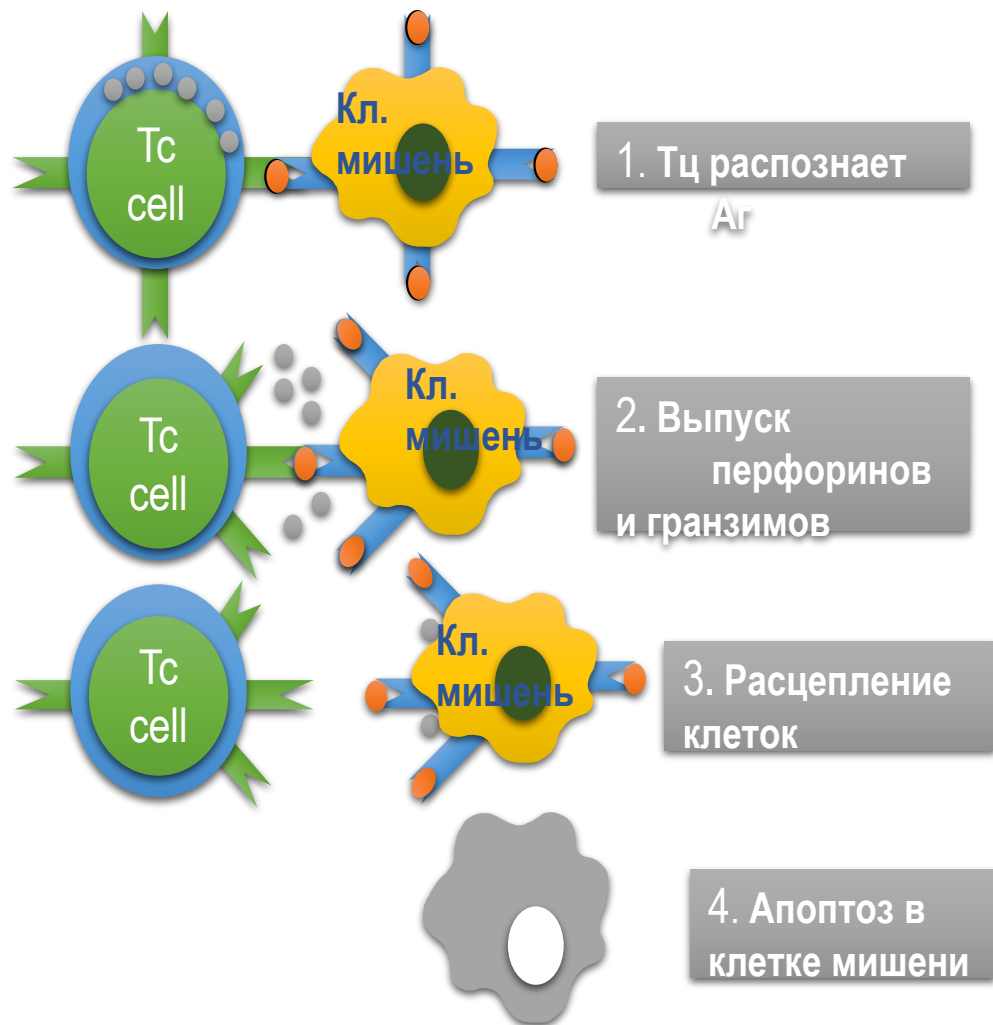 Tc
cell
Кл.
мишень
1. Тц распознает
Аг
Tc
cell
Кл.
мишень
2. Выпуск
перфоринов
и гранзимов
Tc
cell
Кл.
мишень
3. Расцепление
клеток
4. Апоптоз в
клетке мишени